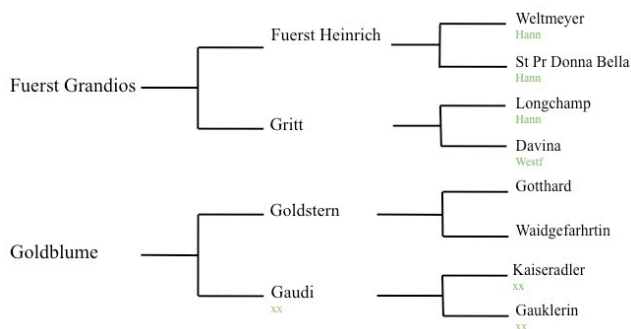 Weltmeyer
Hann
Fuerst Heinrich
St Pr Donna Bella
Hann
Fuerst Grandios
Longchamp
Hann
Gritt
Davina
Westf
Gotthard
Goldstern
Waidgefarhrtin
Goldblume
Kaiseradler
xx
Gaudi
xx
Gauklerin
xx